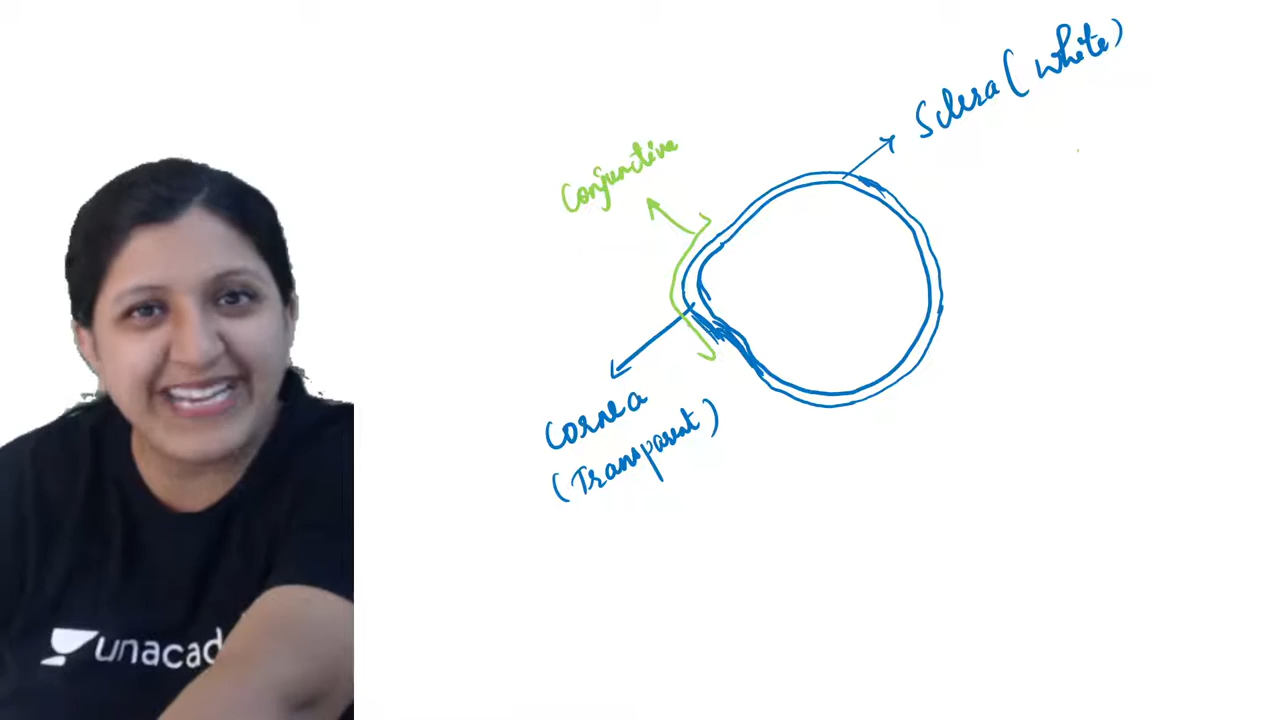 Sclera (White)
Conjunctiva
Cornea
(Transparent)
unacad